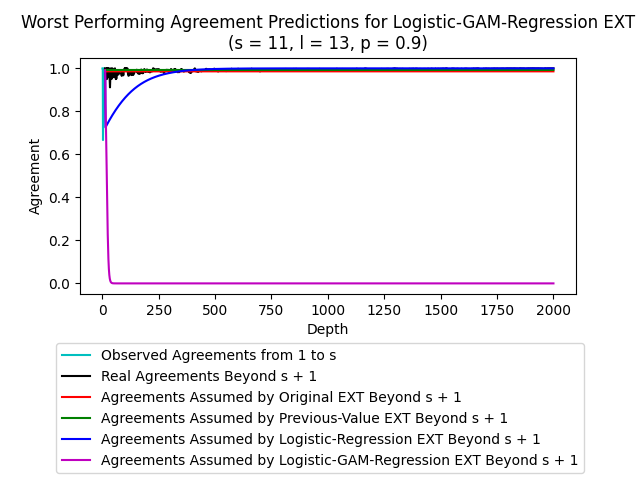 Worst Performing Agreement Predictions for Logistic-GAM-Regression EXT
(s = 11, l = 13, p = 0.9)
1.0
0.8
0.6
0.4
0.2
0.0
Agreement
0 250 500 750 1000 1250 1500 1750 2000
Depth
Observed Agreements from 1 to s
Real Agreements Beyond s + 1
Agreements Assumed by Original EXT Beyond s + 1
Agreements Assumed by Previous-Value EXT Beyond s + 1
Agreements Assumed by Logistic-Regression EXT Beyond s + 1
Agreements Assumed by Logistic-GAM-Regression EXT Beyond s + 1